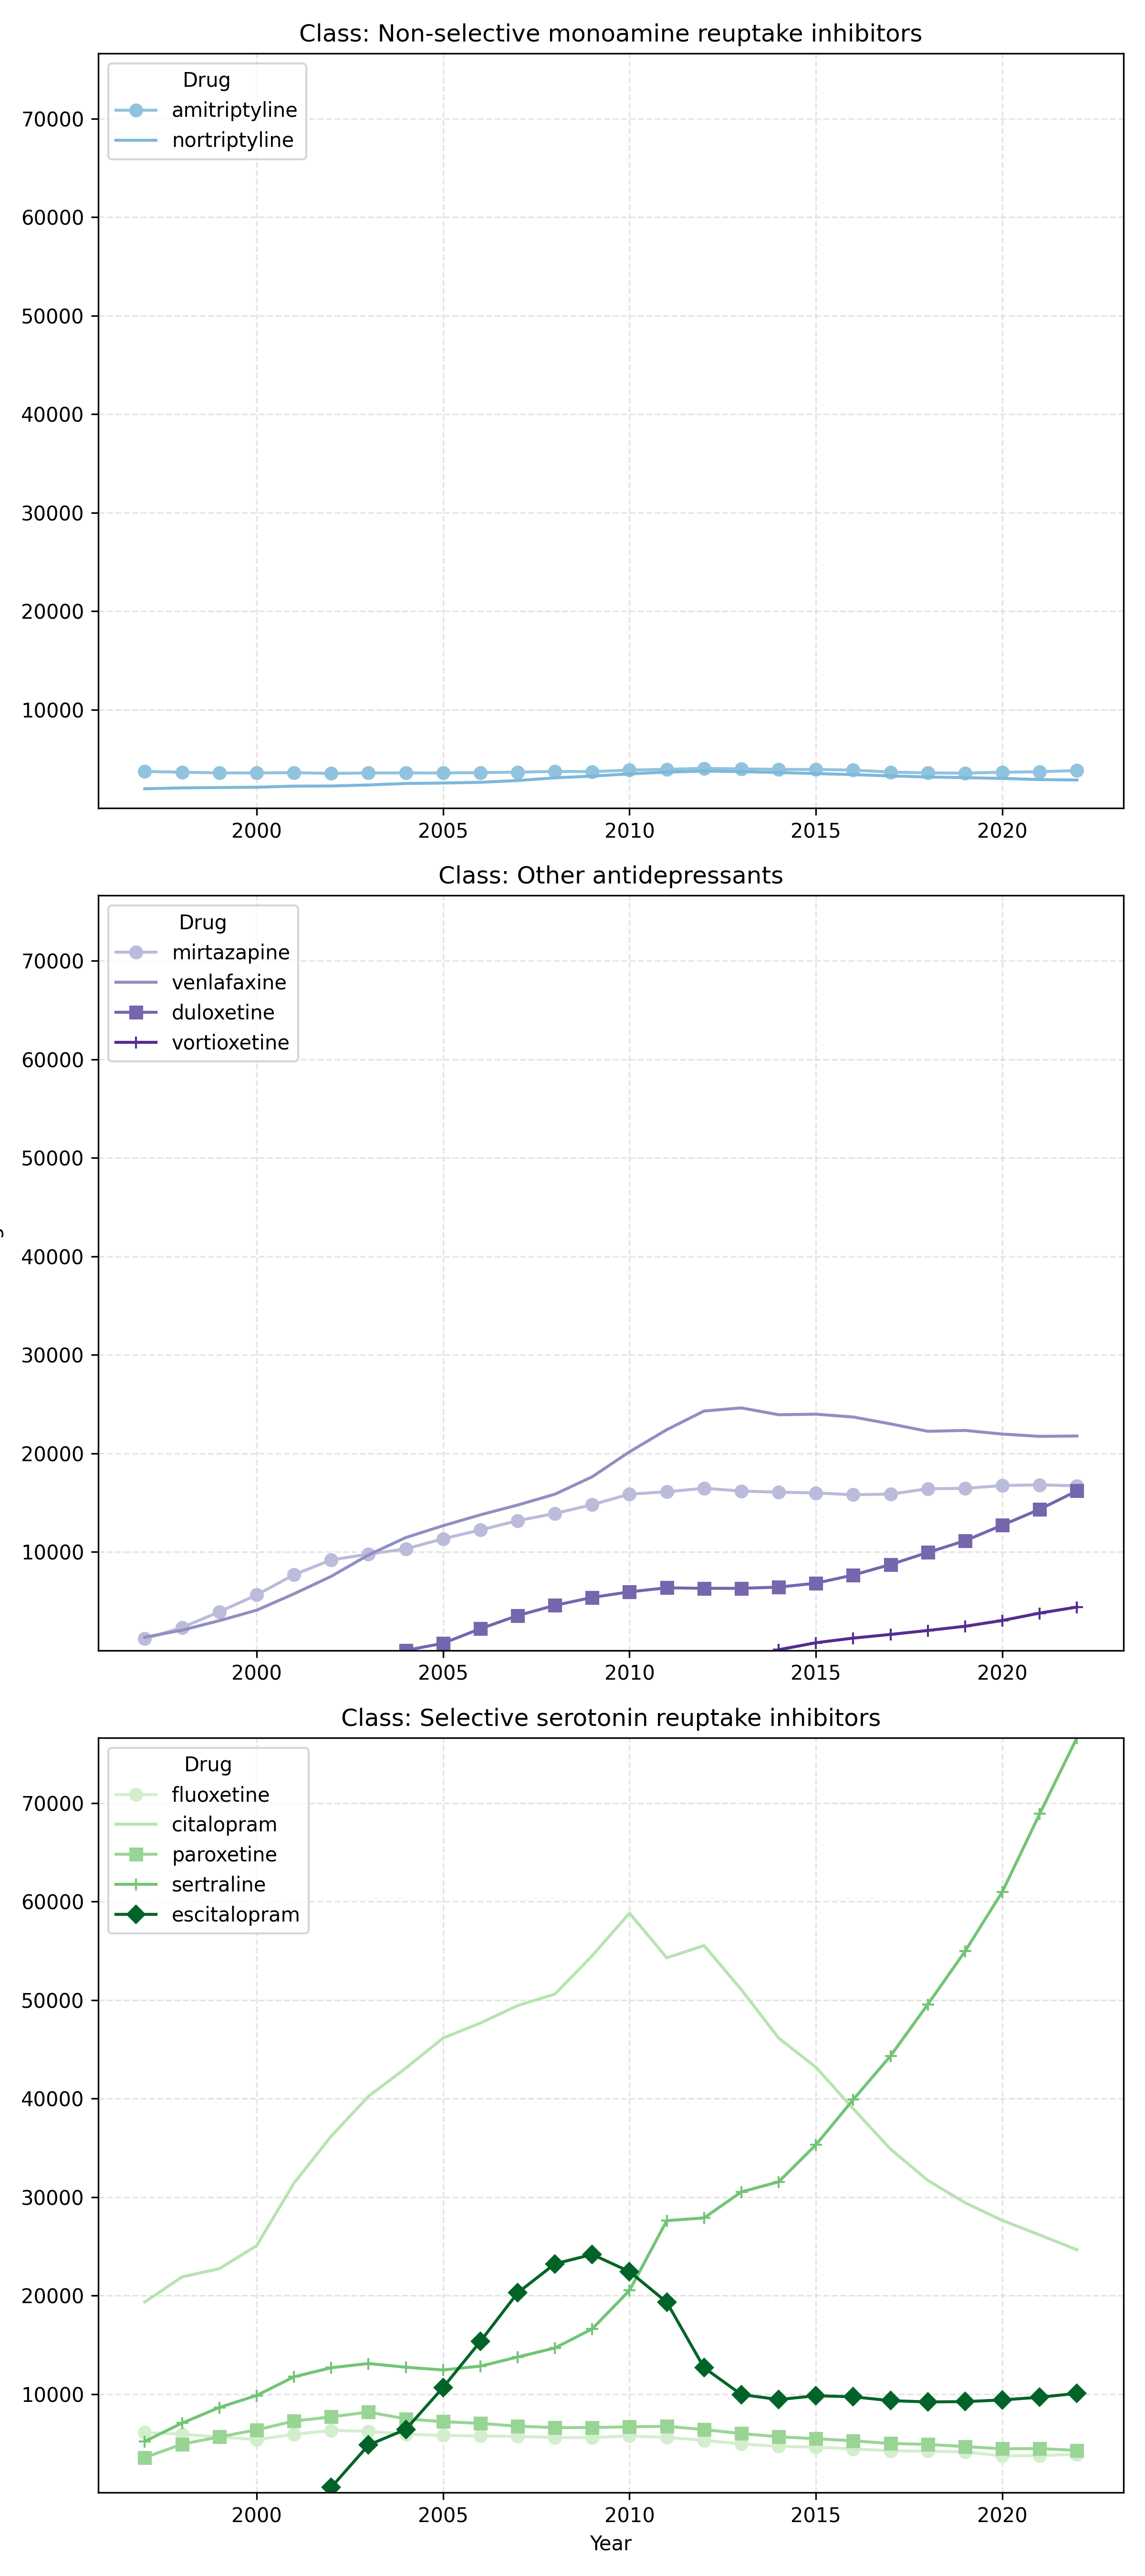 Class: Non-selective monoamine reuptake inhibitors
Drug
amitriptyline
nortriptyline
70000
60000
50000
40000
30000
20000
10000
2000 2005 2010 2015 2020
Class: Other antidepressants
Drug
mirtazapine
venlafaxine
duloxetine
vortioxetine
70000
60000
50000
40000
30000
20000
10000
2000 2005 2010 2015 2020
Class: Selective serotonin reuptake inhibitors
Drug
fluoxetine
citalopram
paroxetine
sertraline
escitalopram
70000
60000
50000
40000
30000
20000
10000
2000 2005 2010 2015 2020
Year